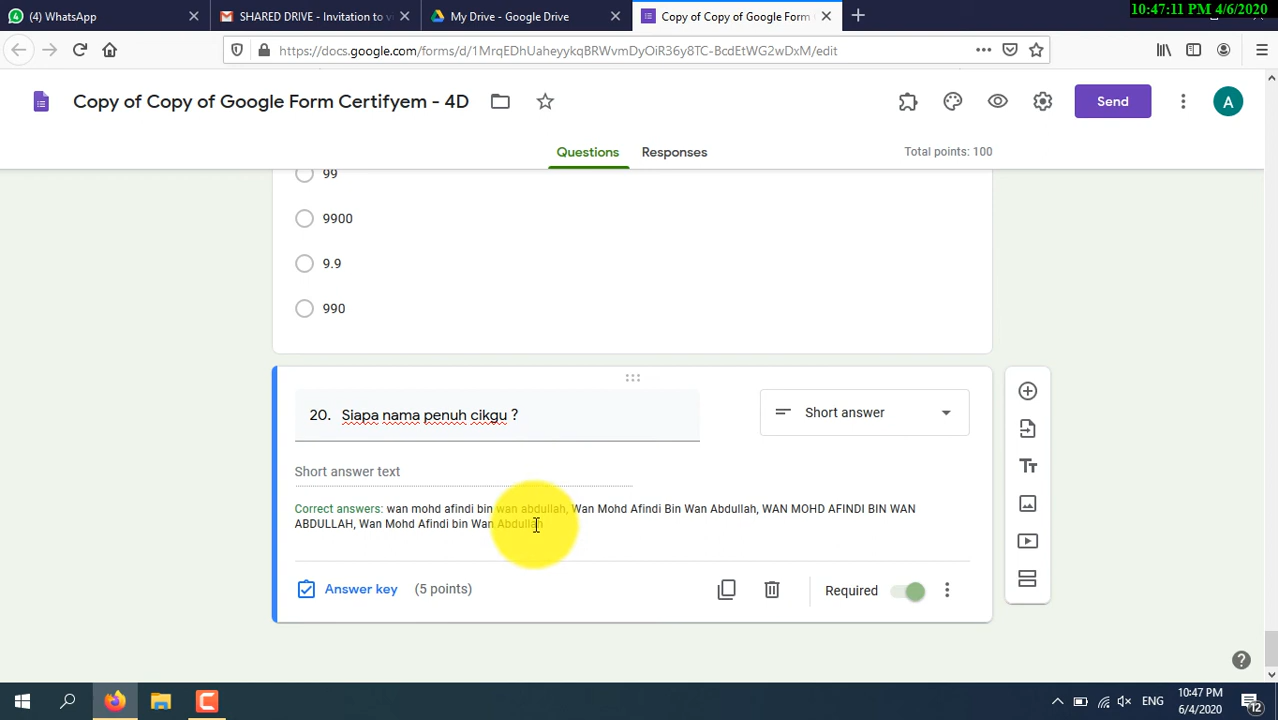 10:47:11 PM 4/6/2020
(4) WhatsApp
SHARED DRIVE - Invitation to v
My Drive - Google Drive
Copy of Copy of Google Form
https://docs.google.com/forms/d/1MrqEDhUaheyykqBRWvmDyOiR36y8TC-BcdEtWG2wDxM/edit
Copy of Copy of Google Form Certifyem - 4D
Send
A
Questions
Responses
Total points: 100
99
9900
9.9
990
20. Siapa nama penuh cikgu ?
Short answer
Short answer text
Correct answers: wan mohd afindi bin wan abdullah, Wan Mohd Afindi Bin Wan Abdullah, WAN MOHD AFINDI BIN WAN
ABDULLAH, Wan Mohd Afindi bin Wan Abdullah
Answer key
(5 points)
Required
ENG
10:47 PM
6/4/2020
12